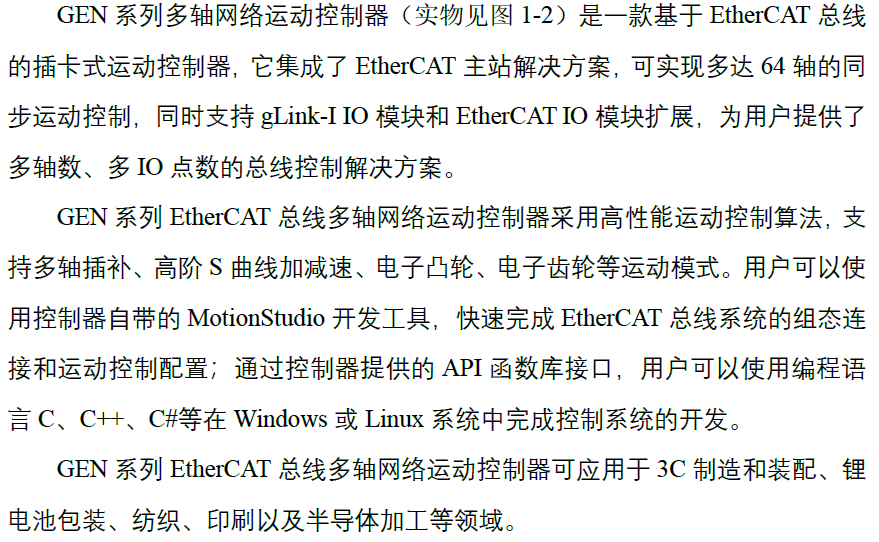 GEN 系列多轴网络运动控制器（实物见图 1-2）是一款基于 EtherCAT 总线
的插卡式运动控制器，它集成了 EtherCAT 主站解决方案，可实现多达 64 轴的同
步运动控制，同时支持 gLink-I IO 模块和 EtherCAT IO 模块扩展，为用户提供了
多轴数、多 IO 点数的总线控制解决方案。
GEN 系列 EtherCAT 总线多轴网络运动控制器采用高性能运动控制算法，支
持多轴插补、高阶 S 曲线加减速、电子凸轮、电子齿轮等运动模式。用户可以使
用控制器自带的 MotionStudio 开发工具，快速完成 EtherCAT 总线系统的组态连
接和运动控制配置；通过控制器提供的 API 函数库接口，用户可以使用编程语
言 C、C++、C#等在 Windows 或 Linux 系统中完成控制系统的开发。
GEN 系列 EtherCAT 总线多轴网络运动控制器可应用于 3C 制造和装配、锂
电池包装、纺织、印刷以及半导体加工等领域。